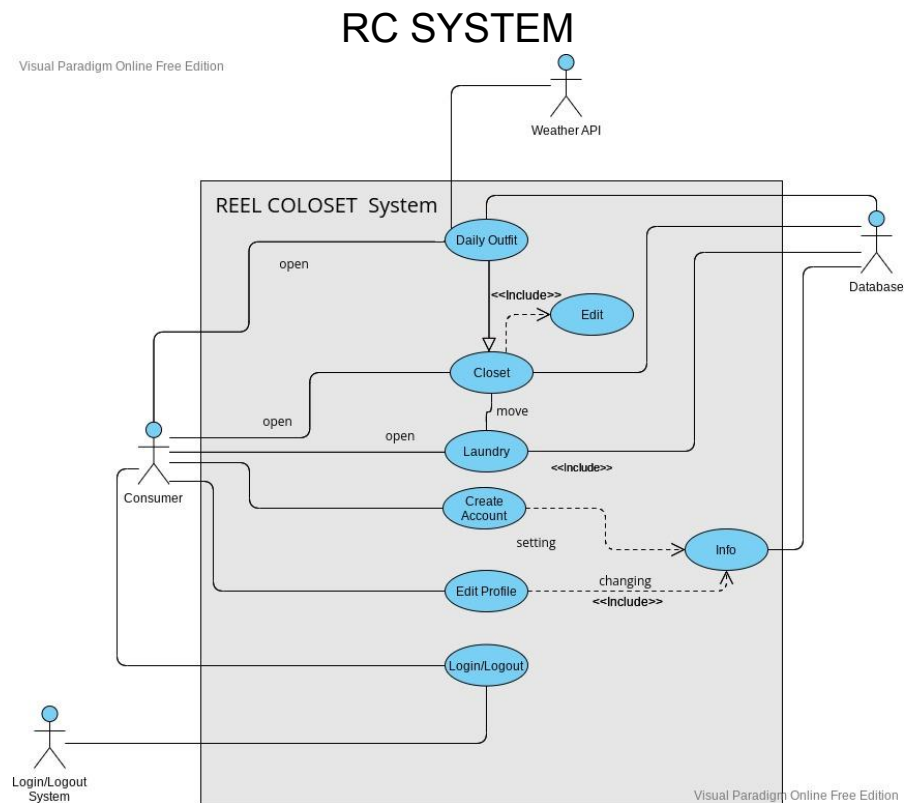 RC SYSTEM
Visual Paradigm Online Free Edition
Weather API
REEL COLOSET  System
Daily Outfit
open
Database
<<Include>>
Edit
Closet
move
open
open
Laundry
<<Include>>
Consumer
Create
Account
setting
Info
changing
Edit Profile
<<Include>>
Login/Logout
Login/Logout
System
Visual Paradigm Online Free Edition